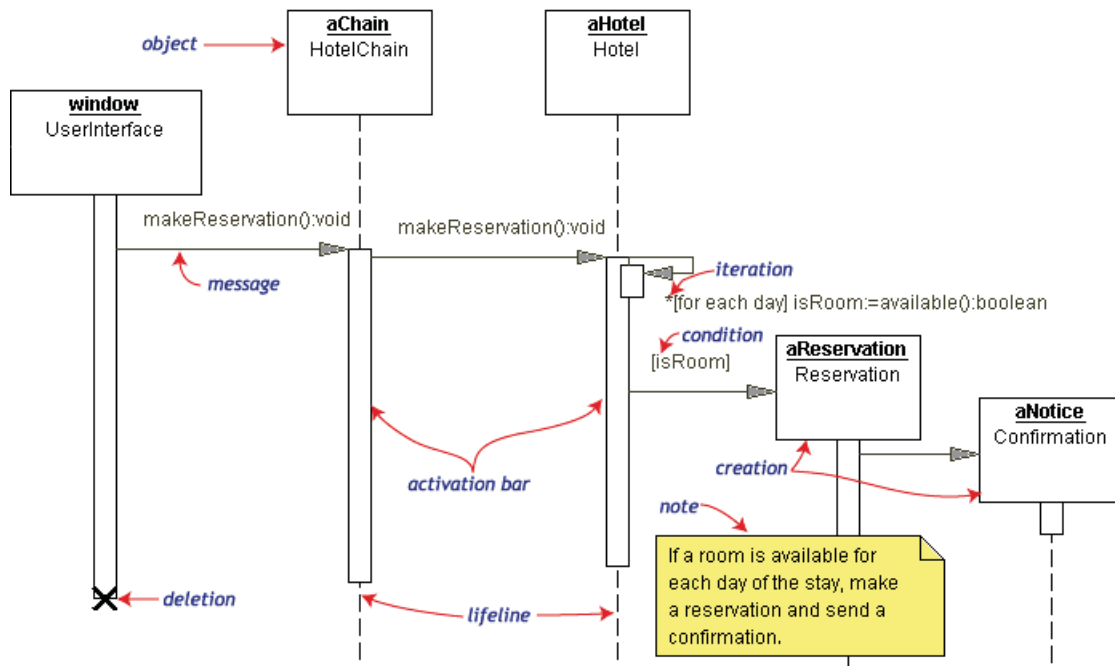 object
aChain
HotelChain
aHotel
Hotel
window
UserInterface
makeReservation():void
makeReservation():void
message
iteration
*[for each day] isRoom:=available():boolean
condition
[isRoom]
aReservation
Reservation
aNotice
Confirmation
activation bar
creation
note
If a room is available for
each day of the stay, make
a reservation and send a
confirmation.
deletion
lifeline